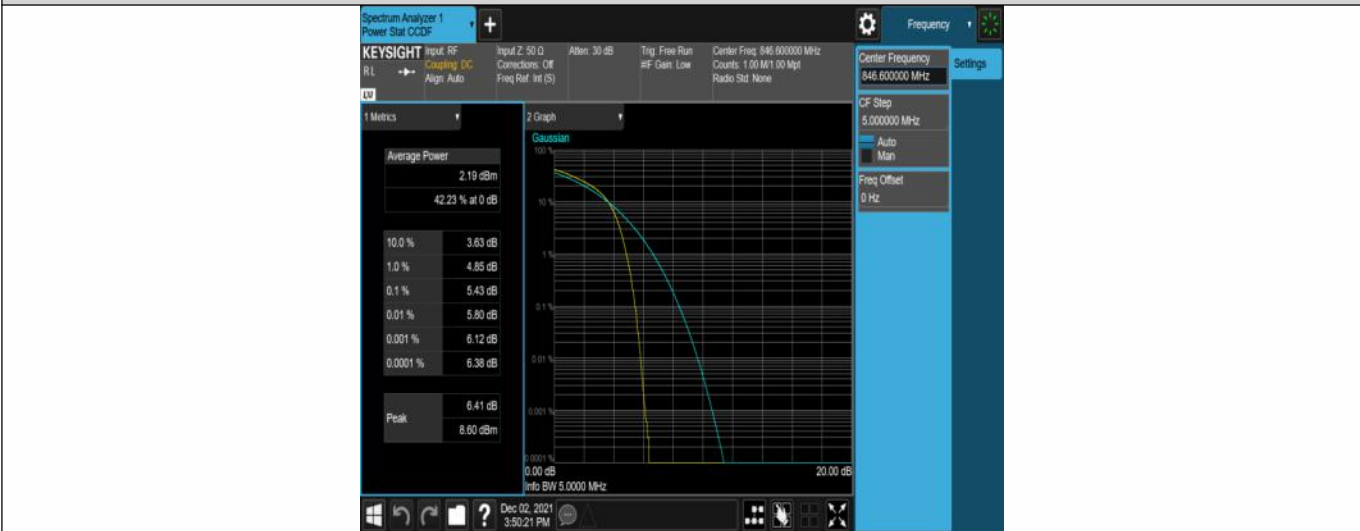 Spectrum Analyzer 1
Power Stat CCDF
+
Frequency
KEYSIGHT
Input: RF
Coupling: DC
Align: Auto
RL
LXI
Input Z: 50 Ω
Corrections: Off
Freq Ref: Int (S)
Atten: 30 dB
Trig: Free Run
#IF Gain: Low
Center Freq: 846.600000 MHz
Counts: 1.00 M/1.00 Mpt
Radio Std: None
Center Frequency
846.600000 MHz
Settings
CF Step
5.000000 MHz
Auto
Man
Freq Offset
0 Hz
1 Metrics
Average Power
2.19 dBm
42.23 % at 0 dB
10.0 % 3.63 dB
1.0 % 4.85 dB
0.1 % 5.43 dB
0.01 % 5.80 dB
0.001 % 6.12 dB
0.0001 % 6.38 dB
Peak
6.41 dB
8.60 dBm
2 Graph
Gaussian
100 %
10 %
1 %
0.1 %
0.01 %
0.001 %
0.0001 %
0.00 dB
20.00 dB
Info BW 5.0000 MHz
?
Dec 02, 2021
3:50:21 PM